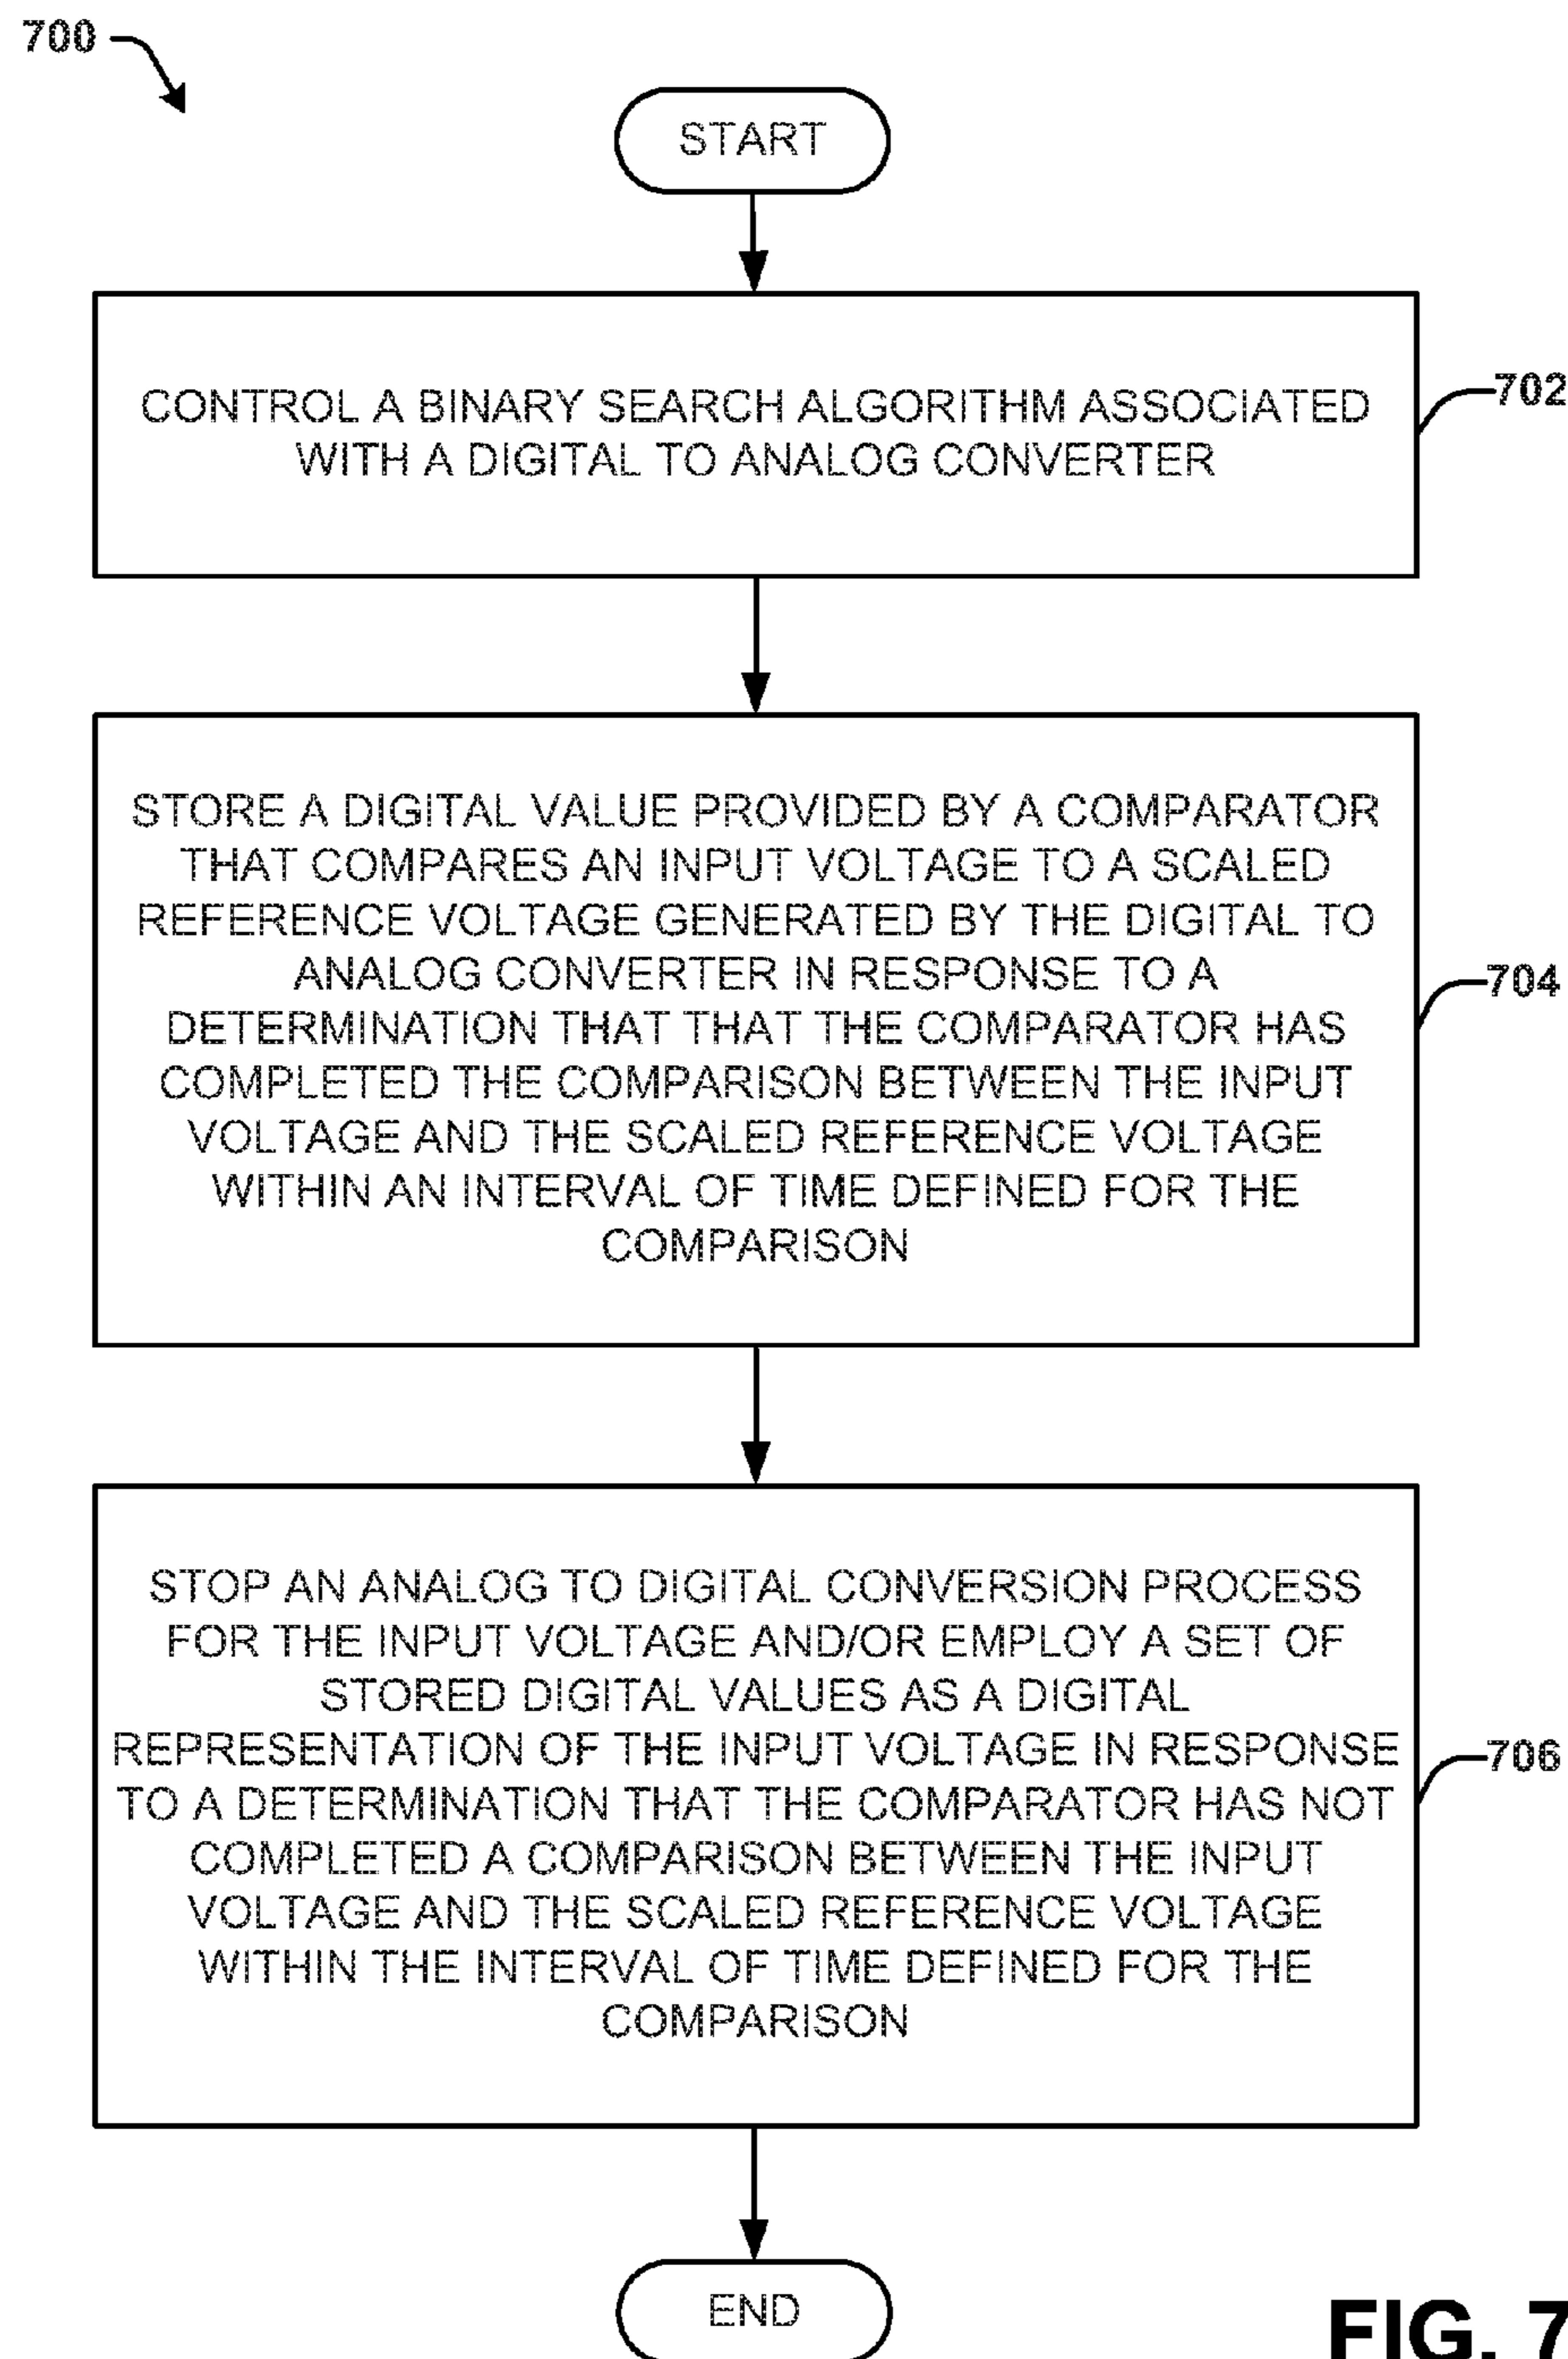 700
START
CONTROL A BINARY SEARCH ALGORITHM ASSOCIATED
WITH A DIGITAL TO ANALOG CONVERTER
702
STORE A DIGITAL VALUE PROVIDED BY A COMPARATOR
THAT COMPARES AN INPUT VOLTAGE TO A SCALED
REFERENCE VOLTAGE GENERATED BY THE DIGITAL TO
ANALOG CONVERTER IN RESPONSE TO A
DETERMINATION THAT THAT THE COMPARATOR HAS
COMPLETED THE COMPARISON BETWEEN THE INPUT
VOLTAGE AND THE SCALED REFERENCE VOLTAGE
WITHIN AN INTERVAL OF TIME DEFINED FOR THE
COMPARISON
704
STOP AN ANALOG TO DIGITAL CONVERSION PROCESS
FOR THE INPUT VOLTAGE AND/OR EMPLOY A SET OF
STORED DIGITAL VALUES AS A DIGITAL
REPRESENTATION OF THE INPUT VOLTAGE IN RESPONSE
TO A DETERMINATION THAT THE COMPARATOR HAS NOT
COMPLETED A COMPARISON BETWEEN THE INPUT
VOLTAGE AND THE SCALED REFERENCE VOLTAGE
WITHIN THE INTERVAL OF TIME DEFINED FOR THE
COMPARISON
706
END
FIG. 7